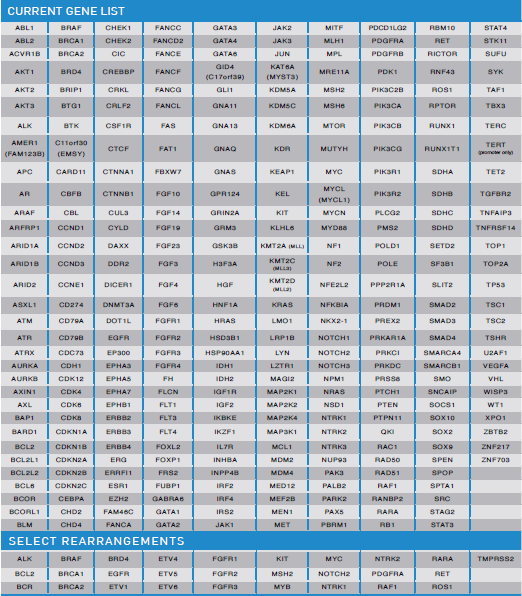 CURRENT GENE LIST
ABL1 BRAF CHEK1 FANCC GATA3 JAK2 MITF PDCD1LG2 RBM10 STAT4
ABL2 BRCA1 CHEK2 FANCD2 GATA4 JAK3 MLH1 PDGFRA RET STK11
ACVR1B BRCA2 CIC FANCE GATA6 JUN MPL PDGFRB RICTOR SUFU
AKT1 BRD4 CREBBP FANCF GID4 (C17orf39) KAT6A (MYST3) MRE11A PDK1 RNF43 SYK
AKT2 BRIP1 CRKL FANCG GLI1 KDM5A MSH2 PIK3C2B ROS1 TAF1
AKT3 BTG1 CRLF2 FANCL GNA11 KDM5C MSH6 PIK3CA RPTOR TBX3
ALK BTK CSF1R FAS GNA13 KDM6A MTOR PIK3CB RUNX1 TERC
AMER1 (FAM123B) C11orf30 (EMSY) CTCF FAT1 GNAQ KDR MUTYH PIK3CG RUNX1T1 TERT (promoter only)
APC CARD11 CTNNA1 FBXW7 GNAS KEAP1 MYC PIK3R1 SDHA TET2
AR CBFB CTNNB1 FGF10 GPR124 KEL MYCL (MYCL1) PIK3R2 SDHB TGFBR2
ARAF CBL CUL3 FGF14 GRIN2A KIT MYCN PLCG2 SDHC TNFAIP3
ARFRP1 CCND1 CYLD FGF19 GRM3 KLHL6 MYD88 PMS2 SDHD TNFRSF14
ARID1A CCND2 DAXX FGF23 GSK3B KMT2A (MLL) NF1 POLD1 SETD2 TOP1
ARID1B CCND3 DDR2 FGF3 H3F3A KMT2C (MLL3) NF2 POLE SF3B1 TOP2A
ARID2 CCNE1 DICER1 FGF4 HGF KMT2D (MLL2) NFE2L2 PPP2R1A SLIT2 TP53
ASXL1 CD274 DNMT3A FGF6 HNF1A KRAS NFKBIA PRDM1 SMAD2 TSC1
ATM CD79A DOT1L FGFR1 HRAS LMO1 NKX2-1 PREX2 SMAD3 TSC2
ATR CD79B EGFR FGFR2 HSD3B1 LRP1B NOTCH1 PRKAR1A SMAD4 TSHR
ATRX CDC73 EP300 FGFR3 HSP90AA1 LYN NOTCH2 PRKCI SMARCA4 U2AF1
AURKA CDH1 EPHA3 FGFR4 IDH1 LZTR1 NOTCH3 PRKDC SMARCB1 VEGFA
AURKB CDK12 EPHA5 FH IDH2 MAGI2 NPM1 PRSS8 SMO VHL
AXIN1 CDK4 EPHA7 FLCN IGF1R MAP2K1 NRAS PTCH1 SNCAIP WISP3
AXL CDK6 EPHB1 FLT1 IGF2 MAP2K2 NSD1 PTEN SOCS1 WT1
BAP1 CDK8 ERBB2 FLT3 IKBKE MAP2K4 NTRK1 PTPN11 SOX10 XPO1
BARD1 CDKN1A ERBB3 FLT4 IKZF1 MAP3K1 NTRK2 QKI SOX2 ZBTB2
BCL2 CDKN1B ERBB4 FOXL2 IL7R MCL1 NTRK3 RAC1 SOX9 ZNF217
BCL2L1 CDKN2A ERG FOXP1 INHBA MDM2 NUP93 RAD50 SPEN ZNF703
BCL2L2 CDKN2B ERRFI1 FRS2 INPP4B MDM4 PAK3 RAD51 SPOP
BCL6 CDKN2C ESR1 FUBP1 IRF2 MED12 PALB2 RAF1 SPTA1
BCOR CEBPA EZH2 GABRA6 IRF4 MEF2B PARK2 RANBP2 SRC
BCORL1 CHD2 FAM46C GATA1 IRS2 MEN1 PAX5 RARA STAG2
BLM CHD4 FANCA GATA2 JAK1 MET PBRM1 RB1 STAT3
SELECT REARRANGEMENTS
ALK BRAF BRD4 ETV4 FGFR1 KIT MYC NTRK2 RARA TMPRSS2
BCL2 BRCA1 EGFR ETV5 FGFR2 MSH2 NOTCH2 PDGFRA RET
BCR BRCA2 ETV1 ETV6 FGFR3 MYB NTRK1 RAF1 ROS1